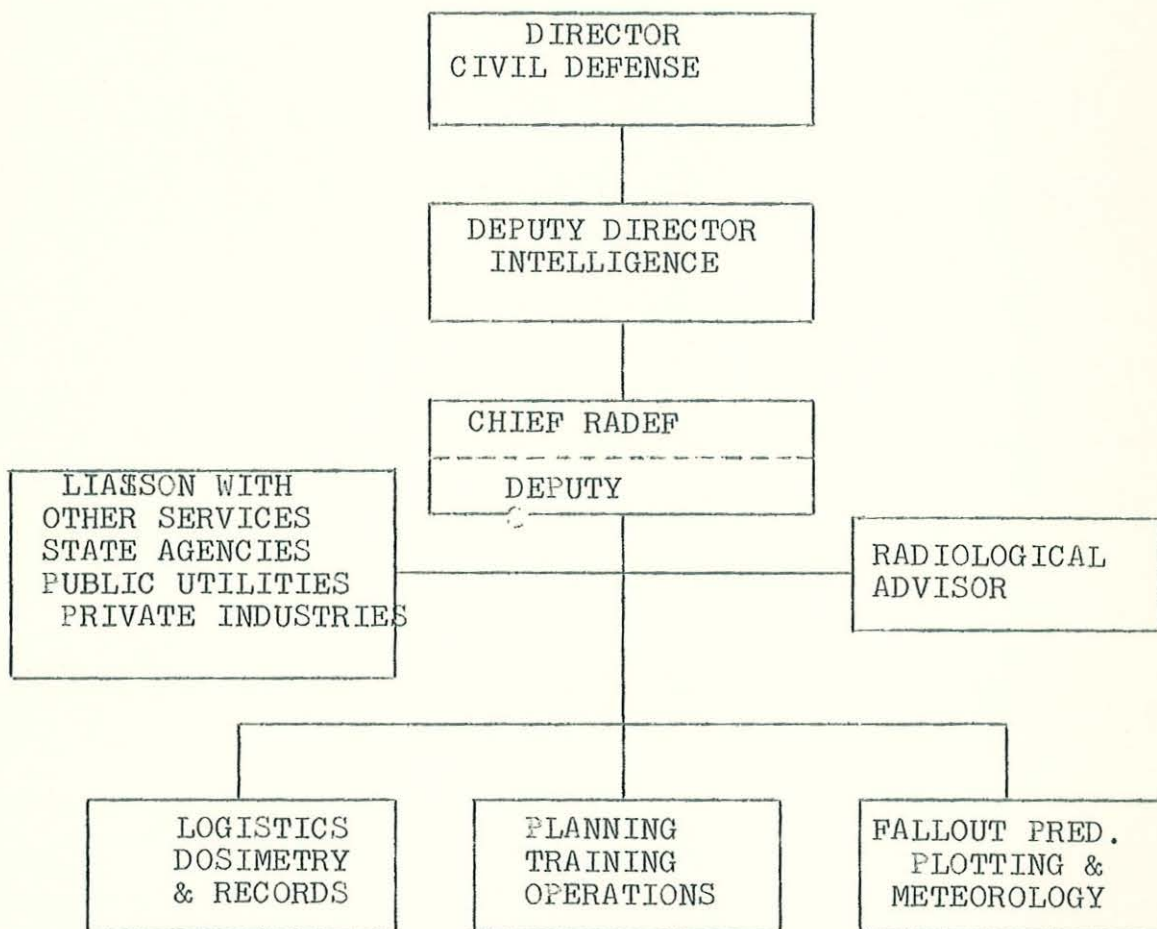 DIRECTOR
CIVIL DEFENSE
DEPUTY DIRECTOR
INTELLIGENCE
CHIEF RADEF
DEPUTY
LIASSON WITH
OTHER SERVICES
STATE AGENCIES
PUBLIC UTILITIES
PRIVATE INDUSTRIES
RADIOLOGICAL
ADVISOR
LOGISTICS
DOSIMETRY
& RECORDS
PLANNING
TRAINING
OPERATIONS
FALLOUT PRED.
PLOTTING &
METEOROLOGY